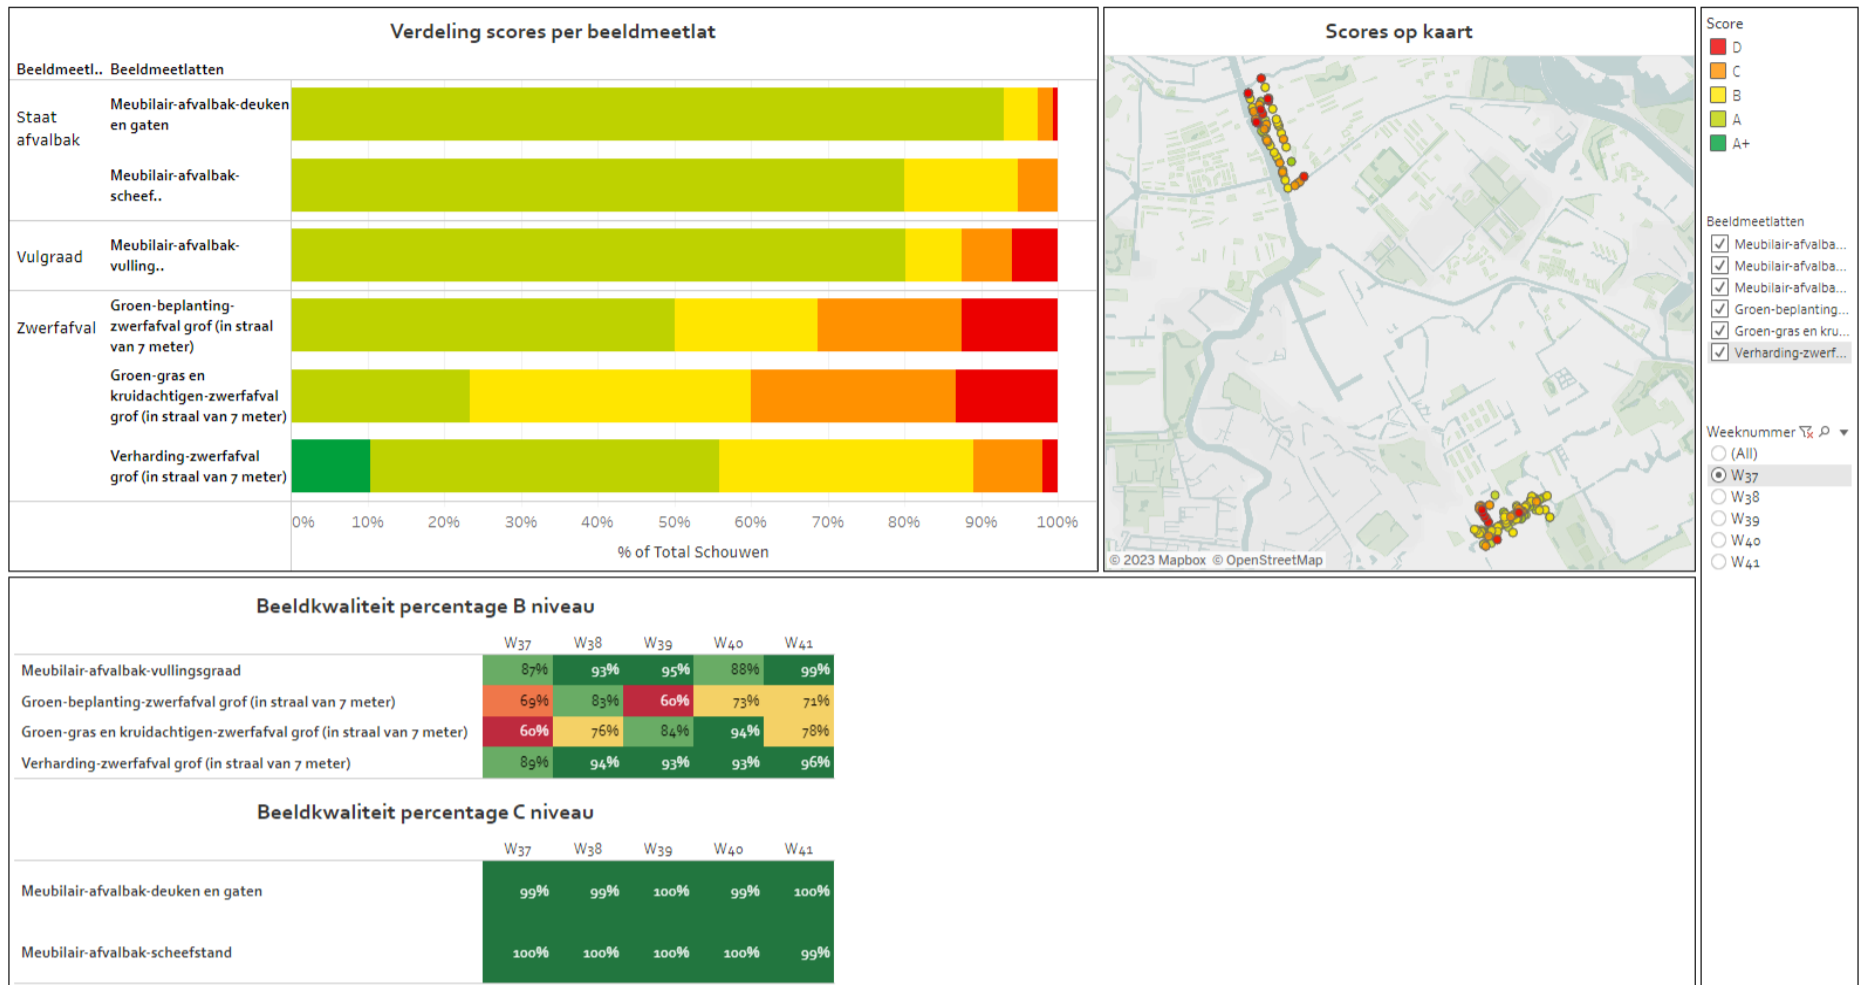 Verdeling scores per beeldmeetlat
Beeldmeetl.. Beeldmeetlatten
Staat
afvalbak
Meubilair-afvalbak-deuken
en gaten
Meubilair-afvalbak-
scheef..
Vulgraad
Meubilair-afvalbak-
vulling..
Zwerfafval
Groen-beplanting-
zwerfafval grof (in straal
van 7 meter)
Groen-gras en
kruidachtigen-zwerfafval
grof (in straal van 7 meter)
Verharding-zwerfafval
grof (in straal van 7 meter)
0% 10% 20% 30% 40% 50% 60% 70% 80% 90% 100%
% of Total Schouwen
Scores op kaart
© 2023 Mapbox © OpenStreetMap
Score
D
C
B
A
A+
Beeldmeetlatten
Meubilair-afvalba...
Meubilair-afvalba...
Meubilair-afvalba...
Groen-beplanting...
Groen-gras en kru...
Verharding-zwerf...
Weeknummer
(All)
W37
W38
W39
W40
W41
Beeldkwaliteit percentage B niveau
W37 W38 W39 W40 W41
Meubilair-afvalbak-vullingsgraad 87% 93% 95% 88% 99%
Groen-beplanting-zwerfafval grof (in straal van 7 meter) 69% 83% 60% 73% 71%
Groen-gras en kruidachtigen-zwerfafval grof (in straal van 7 meter) 60% 76% 84% 94% 78%
Verharding-zwerfafval grof (in straal van 7 meter) 89% 94% 93% 93% 96%
Beeldkwaliteit percentage C niveau
W37 W38 W39 W40 W41
Meubilair-afvalbak-deuken en gaten 99% 99% 100% 99% 100%
Meubilair-afvalbak-scheefstand 100% 100% 100% 100% 99%